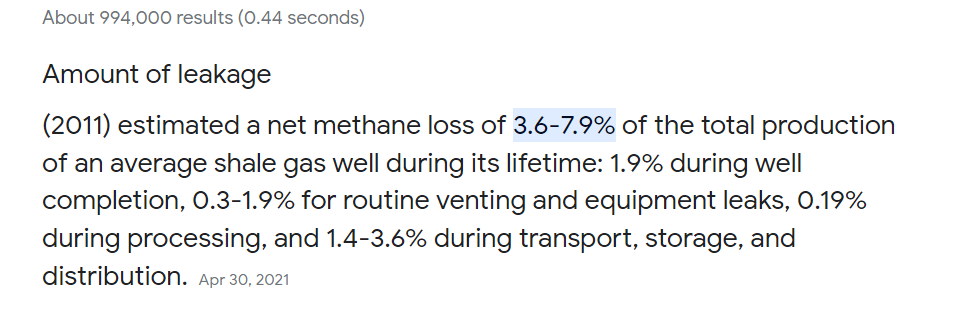 About 994,000 results (0.44 seconds)
Amount of leakage
(2011) estimated a net methane loss of 3.6-7.9% of the total production
of an average shale gas well during its lifetime: 1.9% during well
completion, 0.3-1.9% for routine venting and equipment leaks, 0.19%
during processing, and 1.4-3.6% during transport, storage, and
distribution. Apr 30, 2021